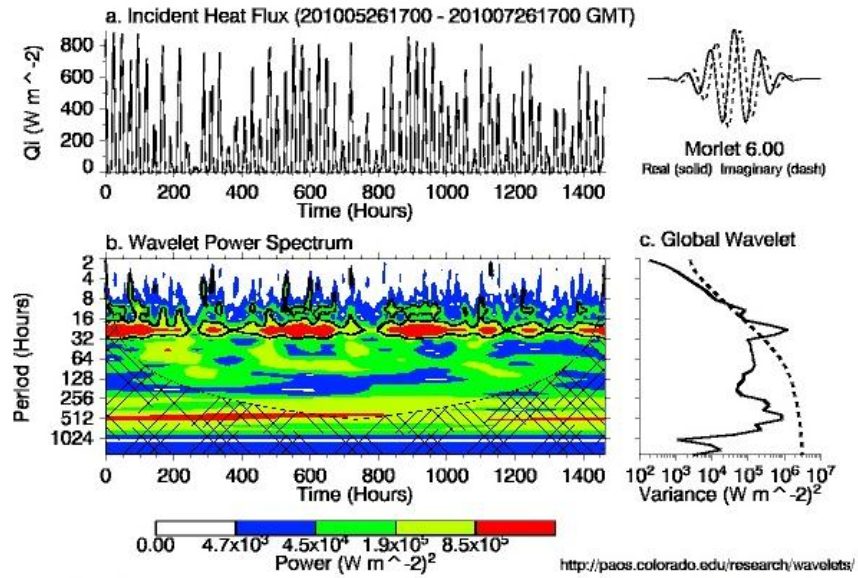 a. Incident Heat Flux (201005261700 - 201007261700 GMT)
QI (W m^-2)
800
600
400
200
0
0 200 400 600 800 1000 1200 1400
Time (Hours)
Morlet 6.00
Real (solid) Imaginary (dash)
b. Wavelet Power Spectrum
Period (Hours)
2
4
8
16
32
64
128
256
512
1024
0 200 400 600 800 1000 1200 1400
Time (Hours)
c. Global Wavelet
10^2 10^3 10^4 10^5 10^6 10^7
Variance (W m^-2)^2
0.00 4.7x10^3 4.5x10^4 1.9x10^5 8.5x10^5
Power (W m^-2)^2
http://paos.colorado.edu/research/wavelets/